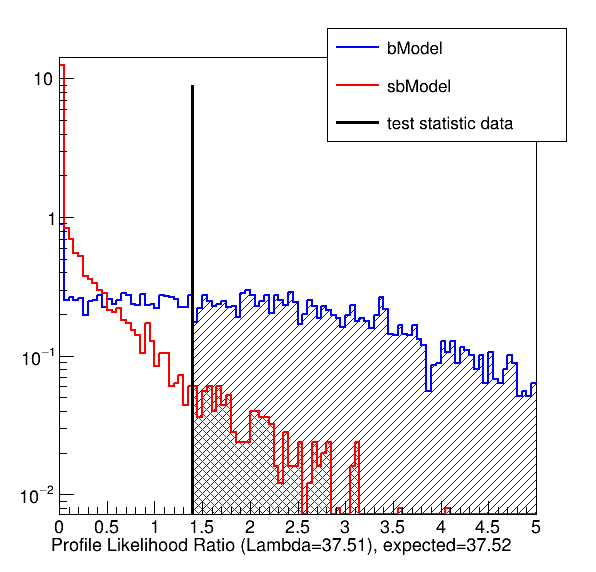 bModel
sbModel
test statistic data
10
1
10⁻¹
10⁻²
0 0.5 1 1.5 2 2.5 3 3.5 4 4.5 5
Profile Likelihood Ratio (Lambda=37.51), expected=37.52